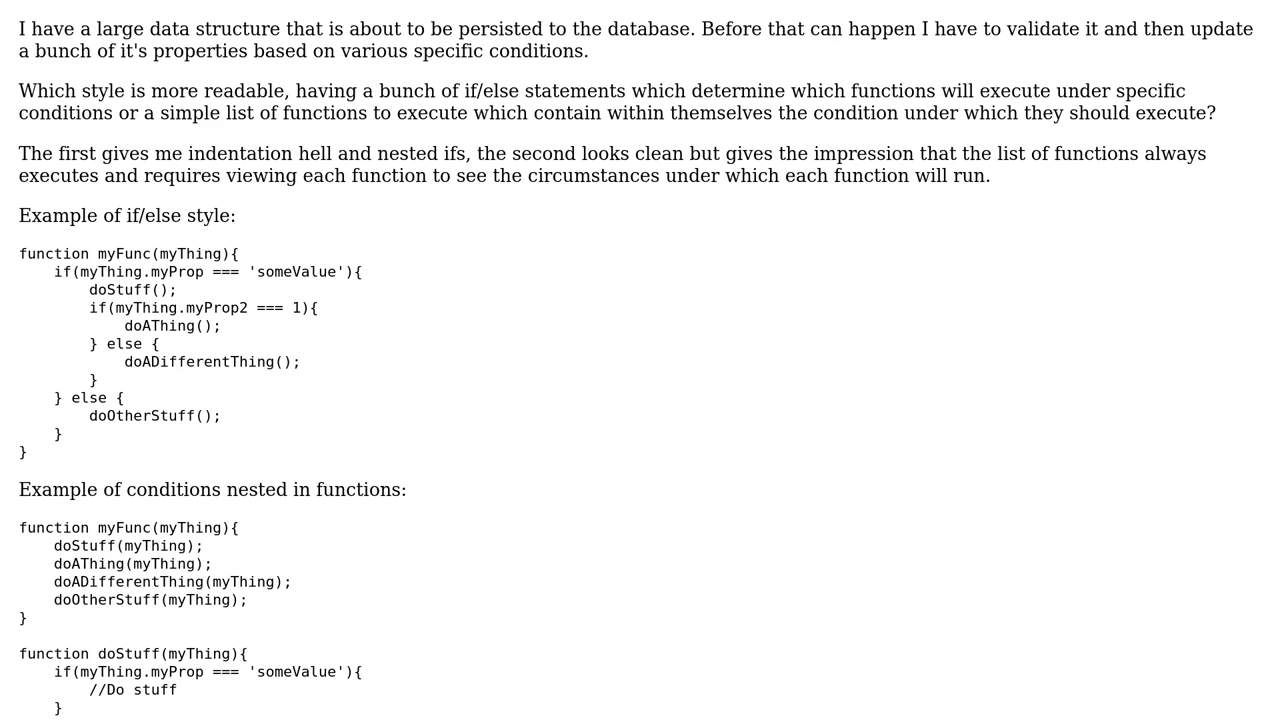 I have a large data structure that is about to be persisted to the database. Before that can happen I have to validate it and then update
a bunch of it's properties based on various specific conditions.
Which style is more readable, having a bunch of if/else statements which determine which functions will execute under specific
conditions or a simple list of functions to execute which contain within themselves the condition under which they should execute?
The first gives me indentation hell and nested ifs, the second looks clean but gives the impression that the list of functions always
executes and requires viewing each function to see the circumstances under which each function will run.
Example of if/else style:
function myFunc(myThing){
    if(myThing.myProp === 'someValue'){
        doStuff();
        if(myThing.myProp2 === 1){
            doAThing();
        } else {
            doADifferentThing();
        }
    } else {
        doOtherStuff();
    }
}
Example of conditions nested in functions:
function myFunc(myThing){
    doStuff(myThing);
    doAThing(myThing);
    doADifferentThing(myThing);
    doOtherStuff(myThing);
}
function doStuff(myThing){
    if(myThing.myProp === 'someValue'){
        //Do stuff
    }